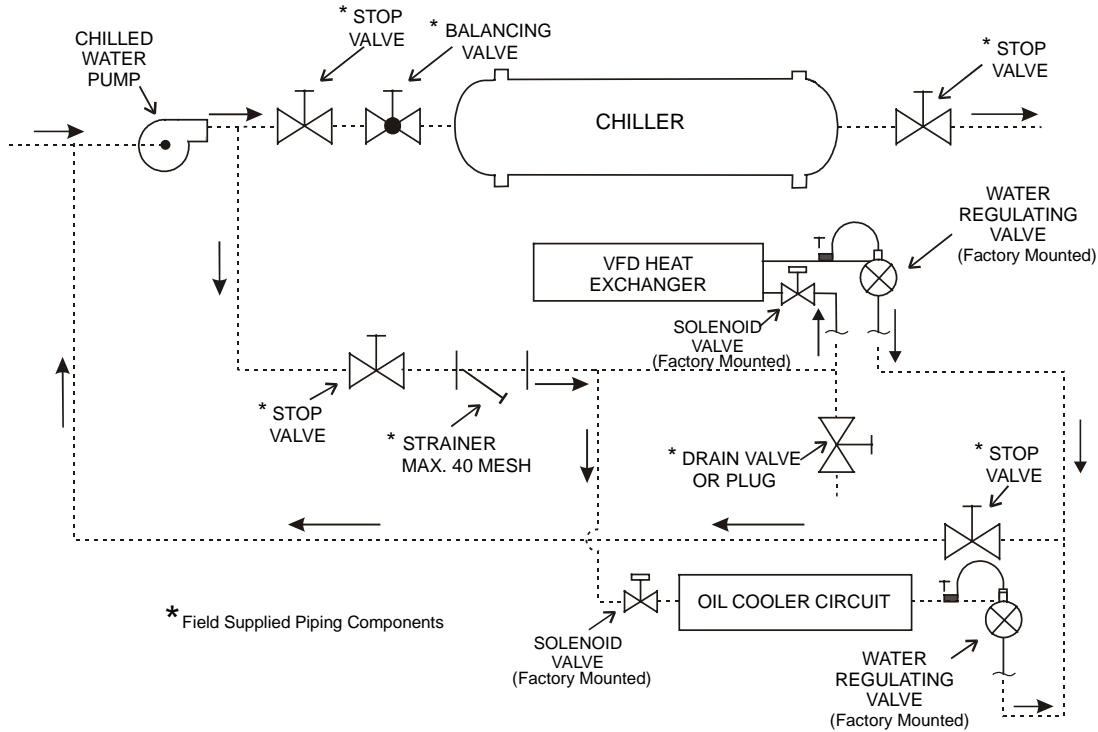 CHILLED
WATER
PUMP
* STOP
VALVE
* BALANCING
VALVE
CHILLER
* STOP
VALVE
WATER
REGULATING
VALVE
(Factory Mounted)
VFD HEAT
EXCHANGER
SOLENOID
VALVE
(Factory Mounted)
* STOP
VALVE
* STRAINER
MAX. 40 MESH
* DRAIN VALVE
OR PLUG
* STOP
VALVE
OIL COOLER CIRCUIT
* Field Supplied Piping Components
SOLENOID
VALVE
(Factory Mounted)
WATER
REGULATING
VALVE
(Factory Mounted)